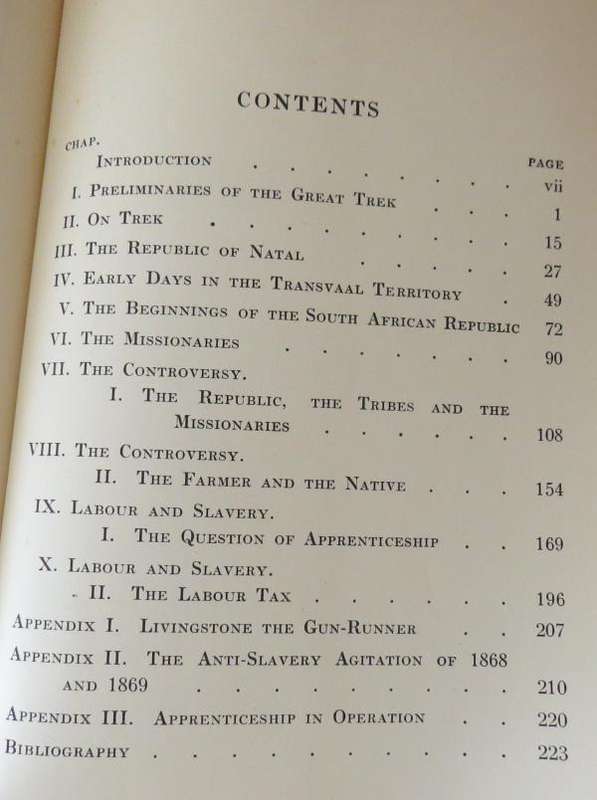 CONTENTS
CHAP. PAGE
INTRODUCTION . . . . . . . . vii
I. PRELIMINARIES OF THE GREAT TREK . . . 1
II. ON TREK . . . . . . . . 15
III. THE REPUBLIC OF NATAL . . . . . 27
IV. EARLY DAYS IN THE TRANSVAAL TERRITORY . 49
V. THE BEGINNINGS OF THE SOUTH AFRICAN REPUBLIC 72
VI. THE MISSIONARIES . . . . . . . 90
VII. THE CONTROVERSY.
I. THE REPUBLIC, THE TRIBES AND THE
MISSIONARIES . . . . . . 108
VIII. THE CONTROVERSY.
II. THE FARMER AND THE NATIVE . . . 154
IX. LABOUR AND SLAVERY.
I. THE QUESTION OF APPRENTICESHIP . . 169
X. LABOUR AND SLAVERY.
II. THE LABOUR TAX . . . . . . 196
APPENDIX I. LIVINGSTONE THE GUN-RUNNER . . 207
APPENDIX II. THE ANTI-SLAVERY AGITATION OF 1868
AND 1869 . . . . . . . . . 210
APPENDIX III. APPRENTICESHIP IN OPERATION . . 220
BIBLIOGRAPHY . . . . . . . . . . 223